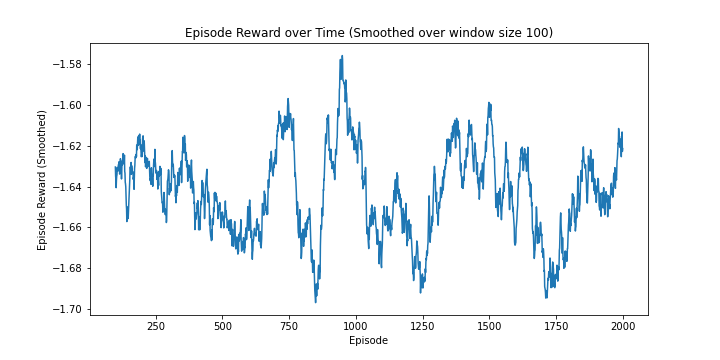 Episode Reward over Time (Smoothed over window size 100)
Episode Reward (Smoothed)
−1.58
−1.60
−1.62
−1.64
−1.66
−1.68
−1.70
250 500 750 1000 1250 1500 1750 2000
Episode